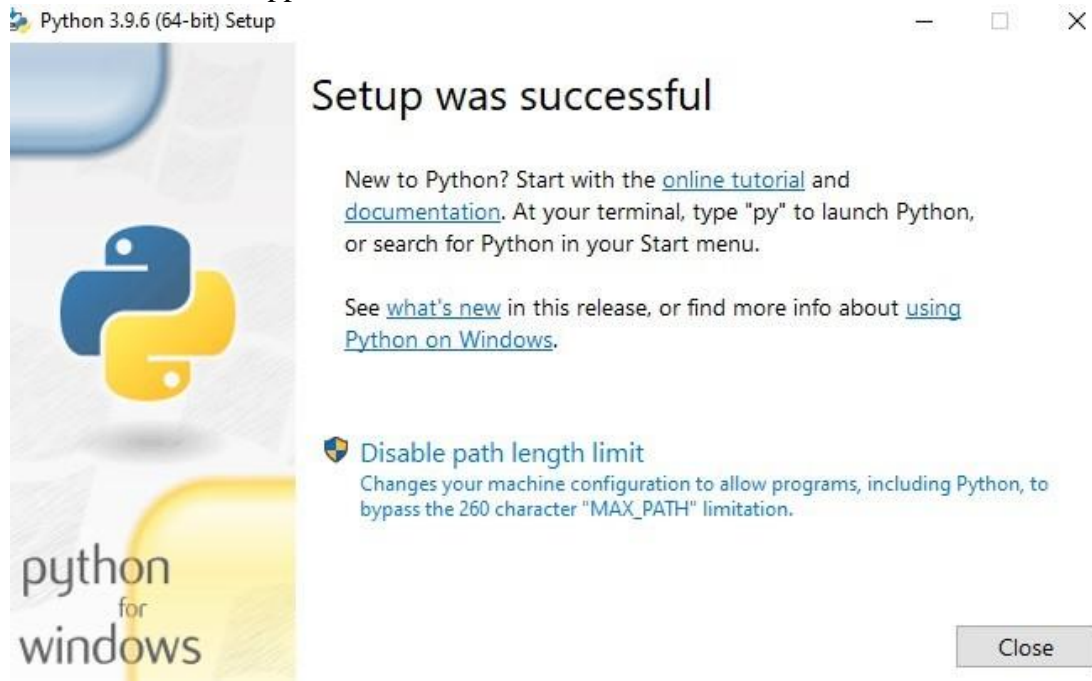 Python 3.9.6 (64-bit) Setup
Setup was successful
New to Python? Start with the online tutorial and
documentation. At your terminal, type "py" to launch Python,
or search for Python in your Start menu.
See what's new in this release, or find more info about using
Python on Windows.
Disable path length limit
Changes your machine configuration to allow programs, including Python, to
bypass the 260 character "MAX_PATH" limitation.
python
for
windows
Close